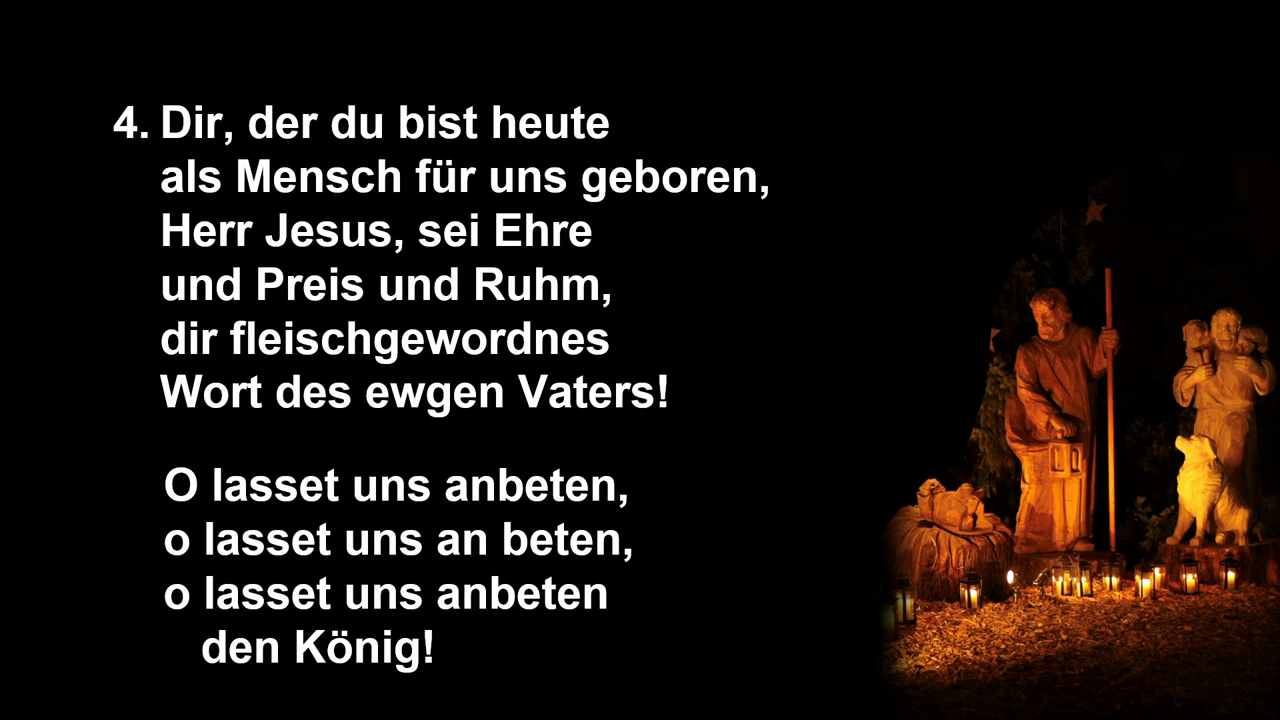 4. Dir, der du bist heute
als Mensch für uns geboren,
Herr Jesus, sei Ehre
und Preis und Ruhm,
dir fleischgewordnes
Wort des ewgen Vaters!
O lasset uns anbeten,
o lasset uns an beten,
o lasset uns anbeten
den König!